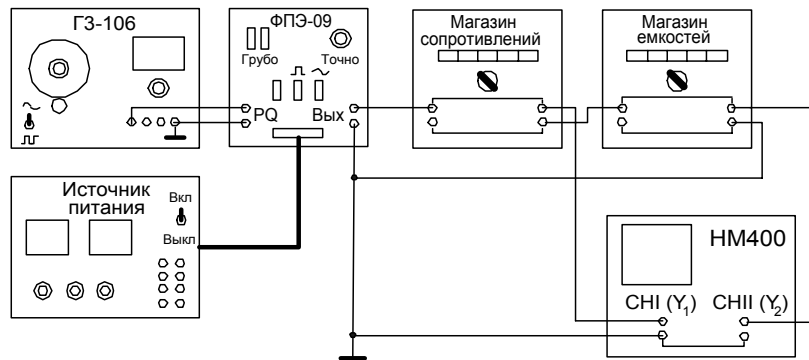 ГЗ-106
ФПЭ-09
Грубо
Точно
PQ
Вых
Магазин
сопротивлений
Магазин
емкостей
Источник
питания
Вкл
Выкл
HM400
CHI (Y1)
CHII (Y2)